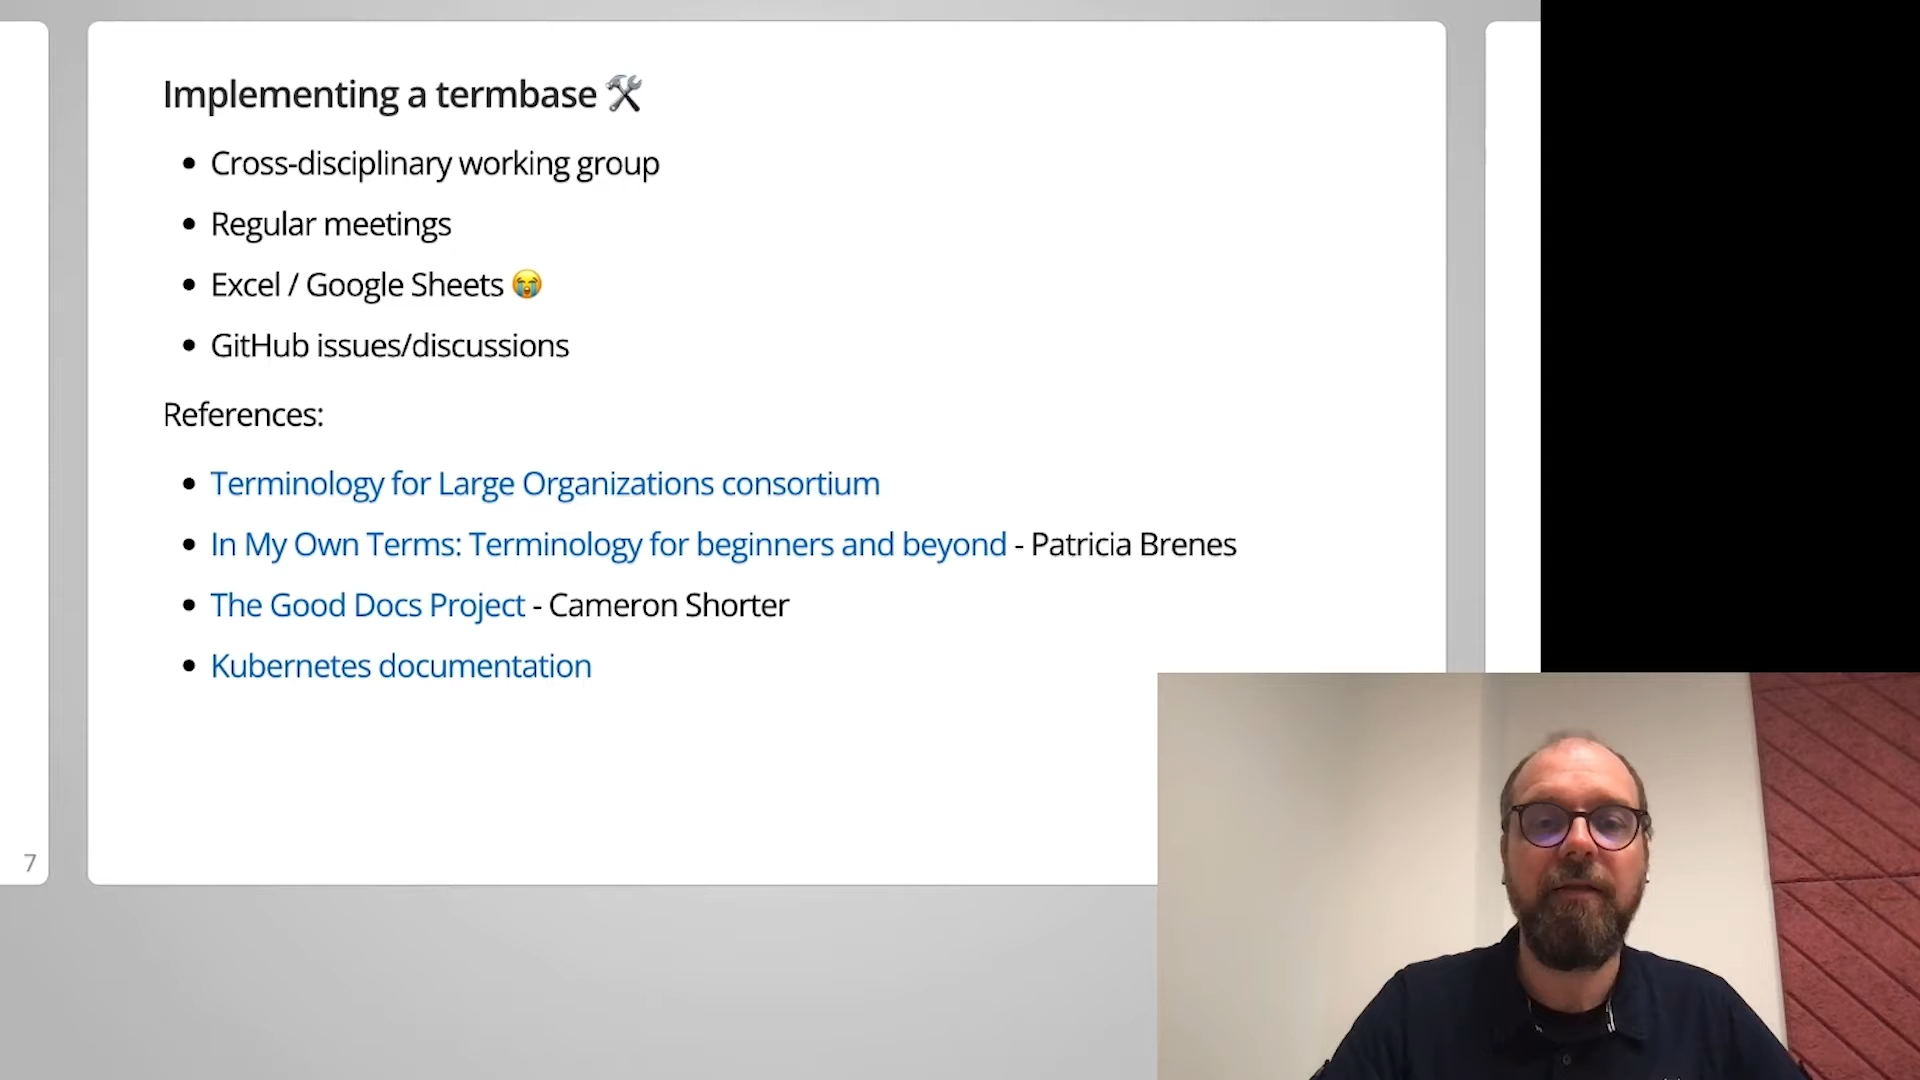 Implementing a termbase 🛠
• Cross-disciplinary working group
• Regular meetings
• Excel / Google Sheets 😭
• GitHub issues/discussions
References:
• Terminology for Large Organizations consortium
• In My Own Terms: Terminology for beginners and beyond - Patricia Brenes
• The Good Docs Project - Cameron Shorter
• Kubernetes documentation
7